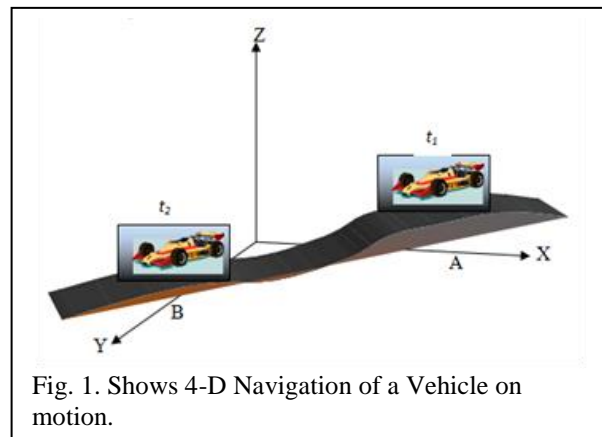 Z
t₁
t₂
X
A
B
Y
Fig. 1. Shows 4-D Navigation of a Vehicle on
motion.